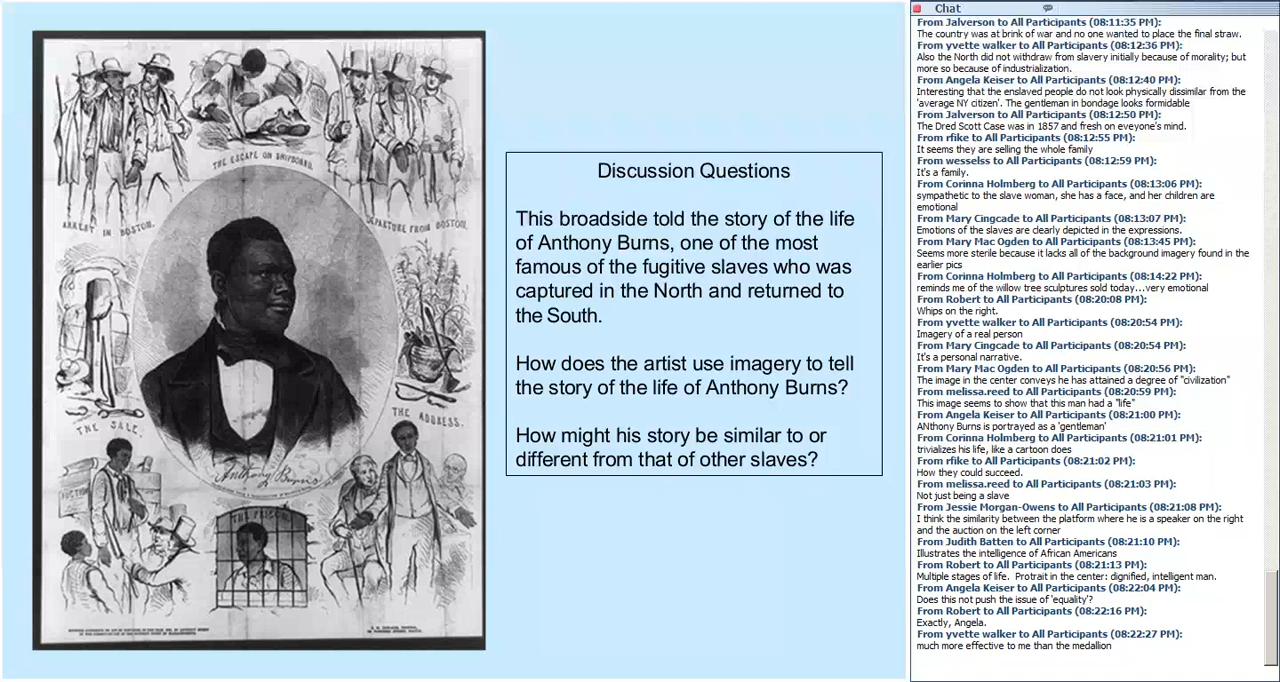 THE ESCAPE ON SHIPBOARD.
ARREST IN BOSTON.
DEPARTURE FROM BOSTON.
THE ADDRESS.
THE SALE.
Anthony Burns
AUCTION
THE PRISON
Discussion Questions
This broadside told the story of the life
of Anthony Burns, one of the most
famous of the fugitive slaves who was
captured in the North and returned to
the South.
How does the artist use imagery to tell
the story of the life of Anthony Burns?
How might his story be similar to or
different from that of other slaves?
Chat
From Jalverson to All Participants (08:11:35 PM):
The country was at brink of war and no one wanted to place the final straw.
From yvette walker to All Participants (08:12:36 PM):
Also the North did not withdraw from slavery initially because of morality; but
more so because of industrialization.
From Angela Keiser to All Participants (08:12:40 PM):
Interesting that the enslaved people do not look physically dissimilar from the
'average NY citizen'. The gentleman in bondage looks formidable
From Jalverson to All Participants (08:12:50 PM):
The Dred Scott Case was in 1857 and fresh on eveyone's mind.
From rfike to All Participants (08:12:55 PM):
It seems they are selling the whole family
From wesselss to All Participants (08:12:59 PM):
It's a family.
From Corinna Holmberg to All Participants (08:13:06 PM):
sympathetic to the slave woman, she has a face, and her children are
emotional
From Mary Cingcade to All Participants (08:13:07 PM):
Emotions of the slaves are clearly depicted in the expressions.
From Mary Mac Ogden to All Participants (08:13:45 PM):
Seems more sterile because it lacks all of the background imagery found in the
earlier pics
From Corinna Holmberg to All Participants (08:14:22 PM):
reminds me of the willow tree sculptures sold today...very emotional
From Robert to All Participants (08:20:08 PM):
Whips on the right.
From yvette walker to All Participants (08:20:54 PM):
Imagery of a real person
From Mary Cingcade to All Participants (08:20:54 PM):
It's a personal narrative.
From Mary Mac Ogden to All Participants (08:20:56 PM):
The image in the center conveys he has attained a degree of "civilization"
From melissa.reed to All Participants (08:20:59 PM):
This image seems to show that this man had a "life"
From Angela Keiser to All Participants (08:21:00 PM):
ANthony Burns is portrayed as a 'gentleman'
From Corinna Holmberg to All Participants (08:21:01 PM):
trivializes his life, like a cartoon does
From rfike to All Participants (08:21:02 PM):
How they could succeed.
From melissa.reed to All Participants (08:21:03 PM):
Not just being a slave
From Jessie Morgan-Owens to All Participants (08:21:08 PM):
I think the similarity between the platform where he is a speaker on the right
and the auction on the left corner
From Judith Batten to All Participants (08:21:10 PM):
Illustrates the intelligence of African Americans
From Robert to All Participants (08:21:13 PM):
Multiple stages of life. Protrait in the center: dignified, intelligent man.
From Angela Keiser to All Participants (08:22:04 PM):
Does this not push the issue of 'equality'?
From Robert to All Participants (08:22:16 PM):
Exactly, Angela.
From yvette walker to All Participants (08:22:27 PM):
much more effective to me than the medallion